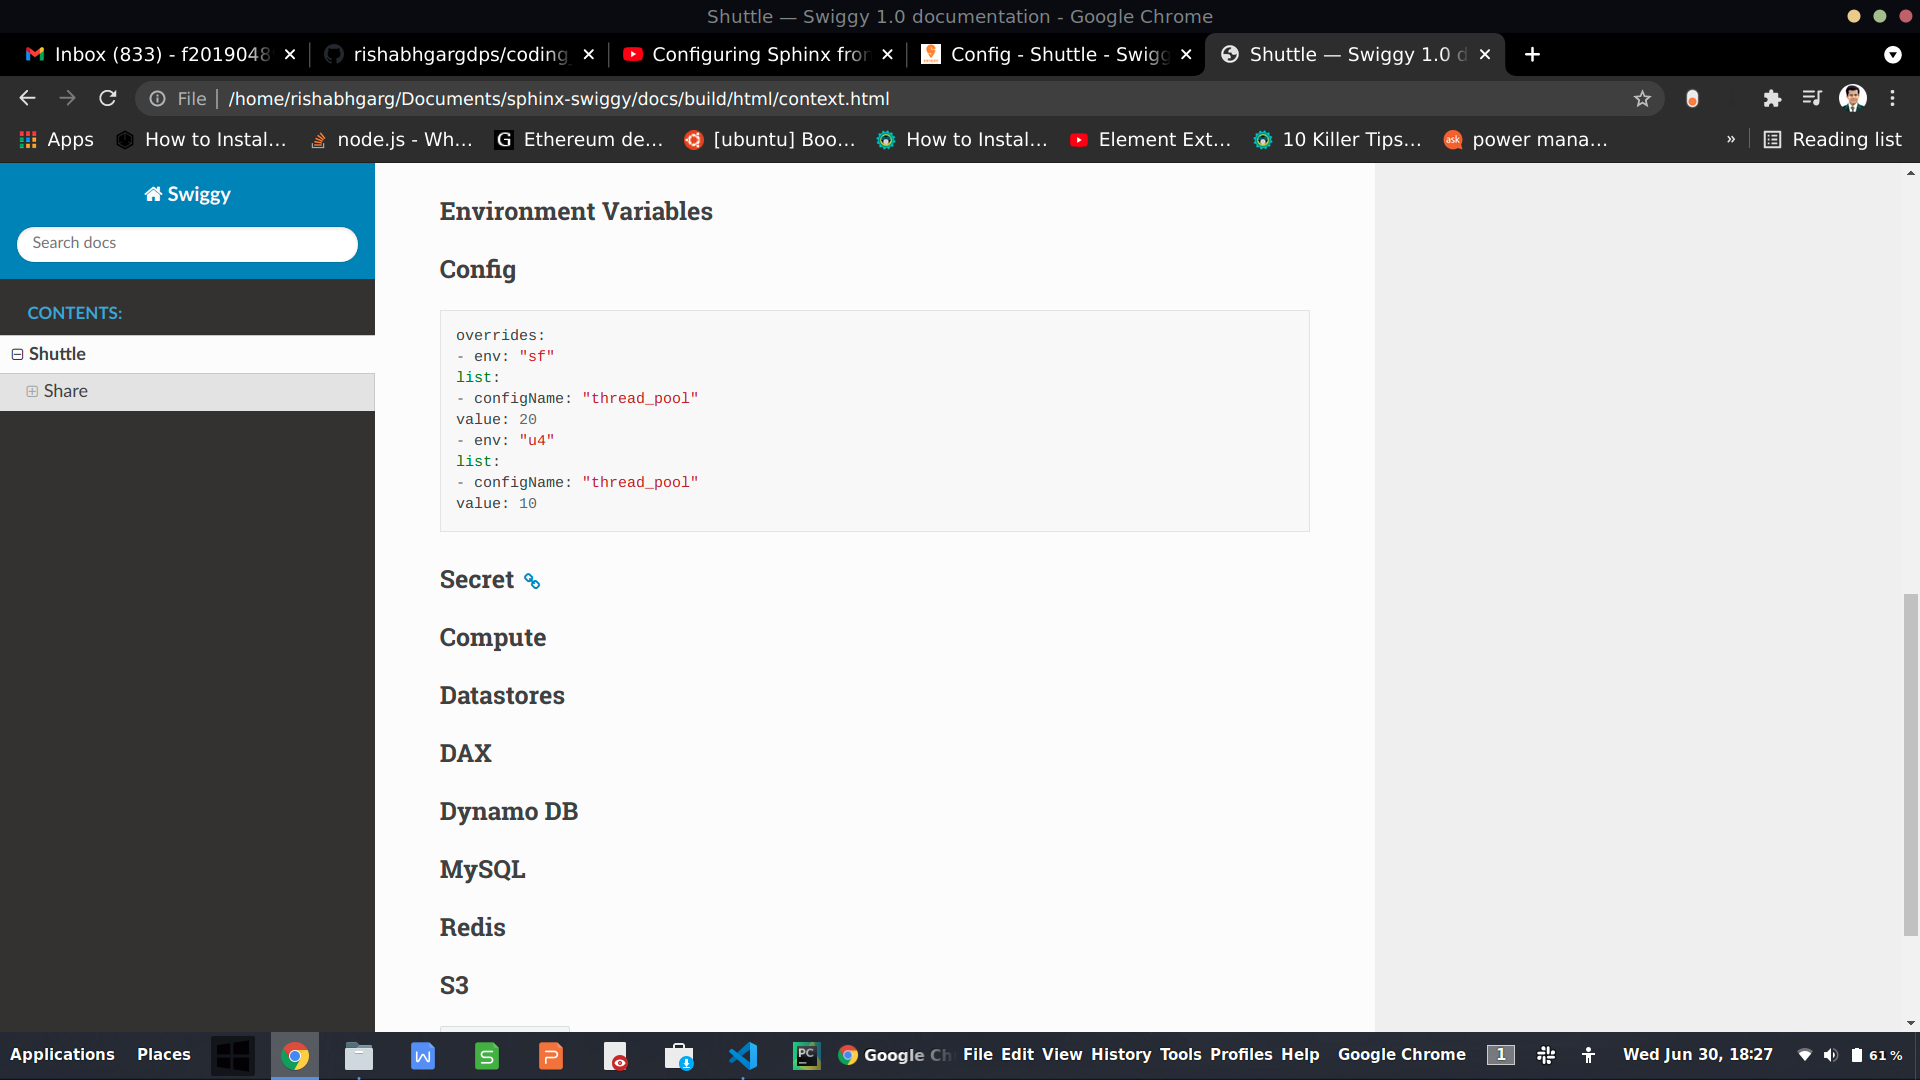 Shuttle — Swiggy 1.0 documentation - Google Chrome
Inbox (833) - f2019048
rishabhgargdps/coding
Configuring Sphinx from
Config - Shuttle - Swigg
Shuttle — Swiggy 1.0 d
File
/home/rishabhgarg/Documents/sphinx-swiggy/docs/build/html/context.html
Apps
How to Instal...
node.js - Wh...
G
Ethereum de...
[ubuntu] Boo...
How to Instal...
Element Ext...
10 Killer Tips...
ask
power mana...
»
Reading list
Swiggy
Search docs
CONTENTS:
Shuttle
Share
Environment Variables
Config
overrides:
- env: "sf"
list:
- configName: "thread_pool"
value: 20
- env: "u4"
list:
- configName: "thread_pool"
value: 10
Secret
Compute
Datastores
DAX
Dynamo DB
MySQL
Redis
S3
Applications
Places
W
S
P
PC
Google Ch
File
Edit
View
History
Tools
Profiles
Help
Google Chrome
1
Wed Jun 30, 18:27
61 %